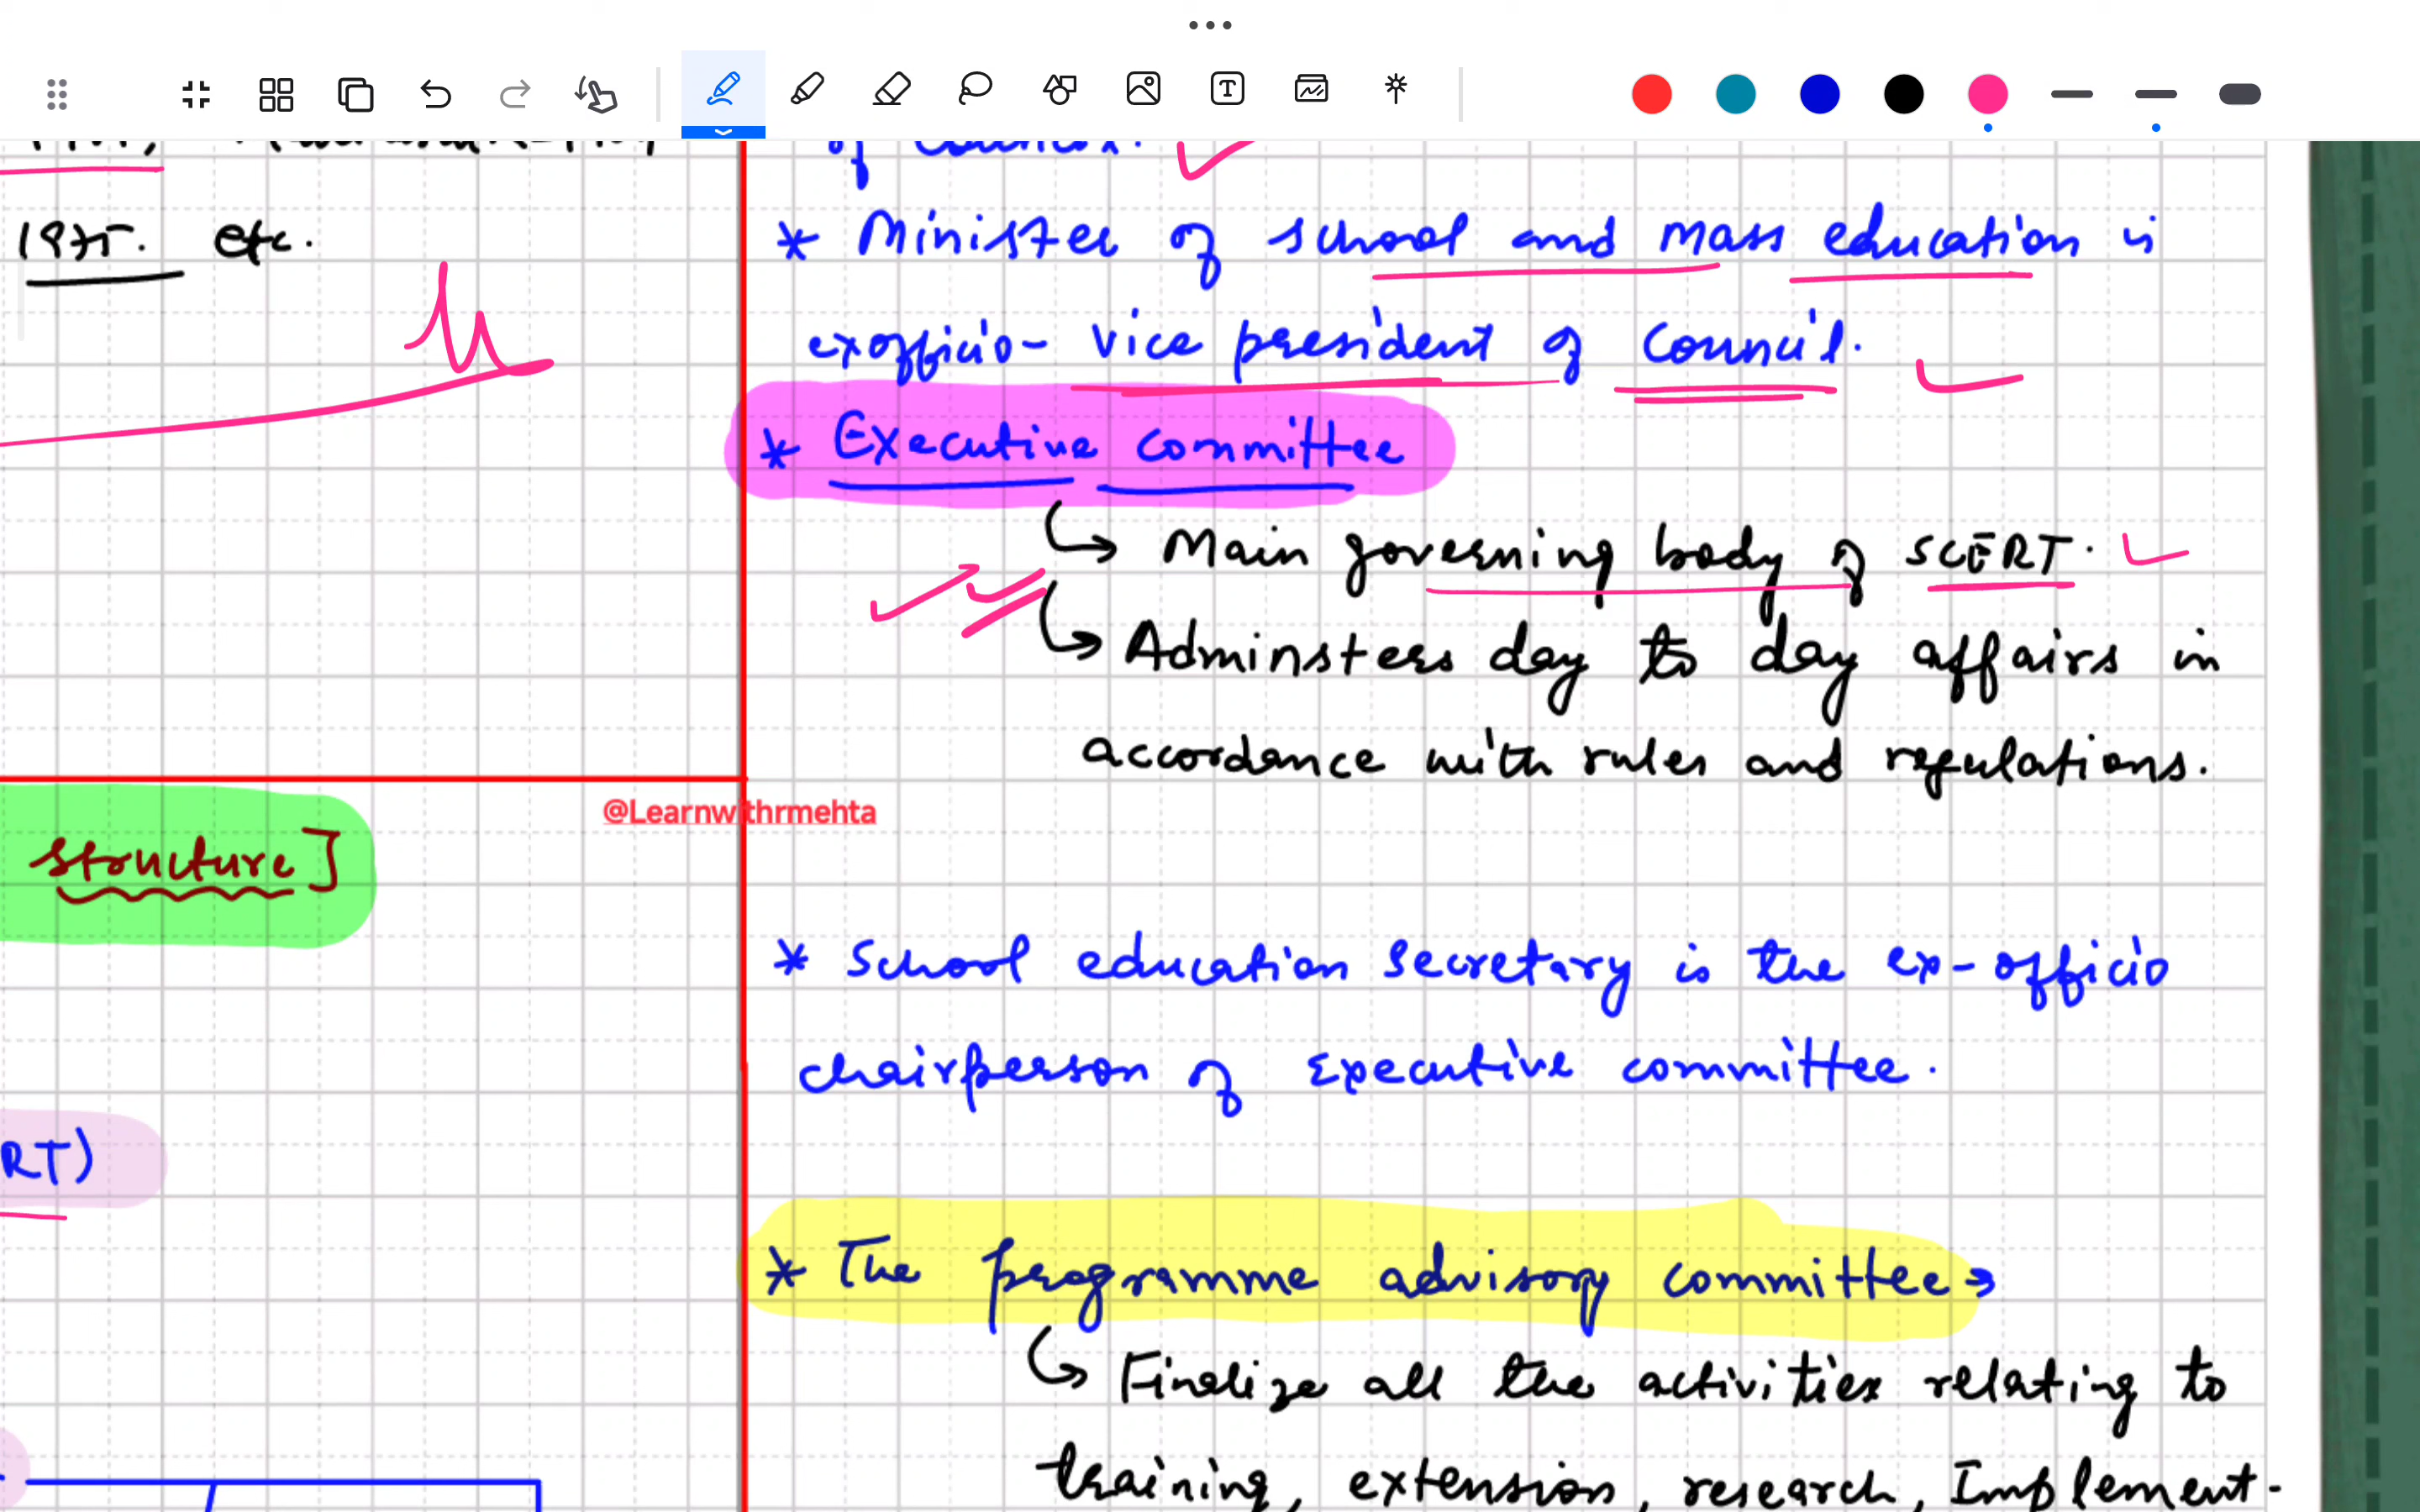 1975. etc.
structure]
RT)
@Learnwithrmehta
of Council.
* Minister of school and mass education is
exofficio- vice president of Council.
* Executive committee
↳ Main governing body of SCERT.
↳ Adminsters day to day affairs in
accordance with rules and regulations.
* School education secretary is the ex-officio
chairperson of Executive committee.
* The programme advisory committee →
↳ Finalize all the activities relating to
training, extension, research, Implement-